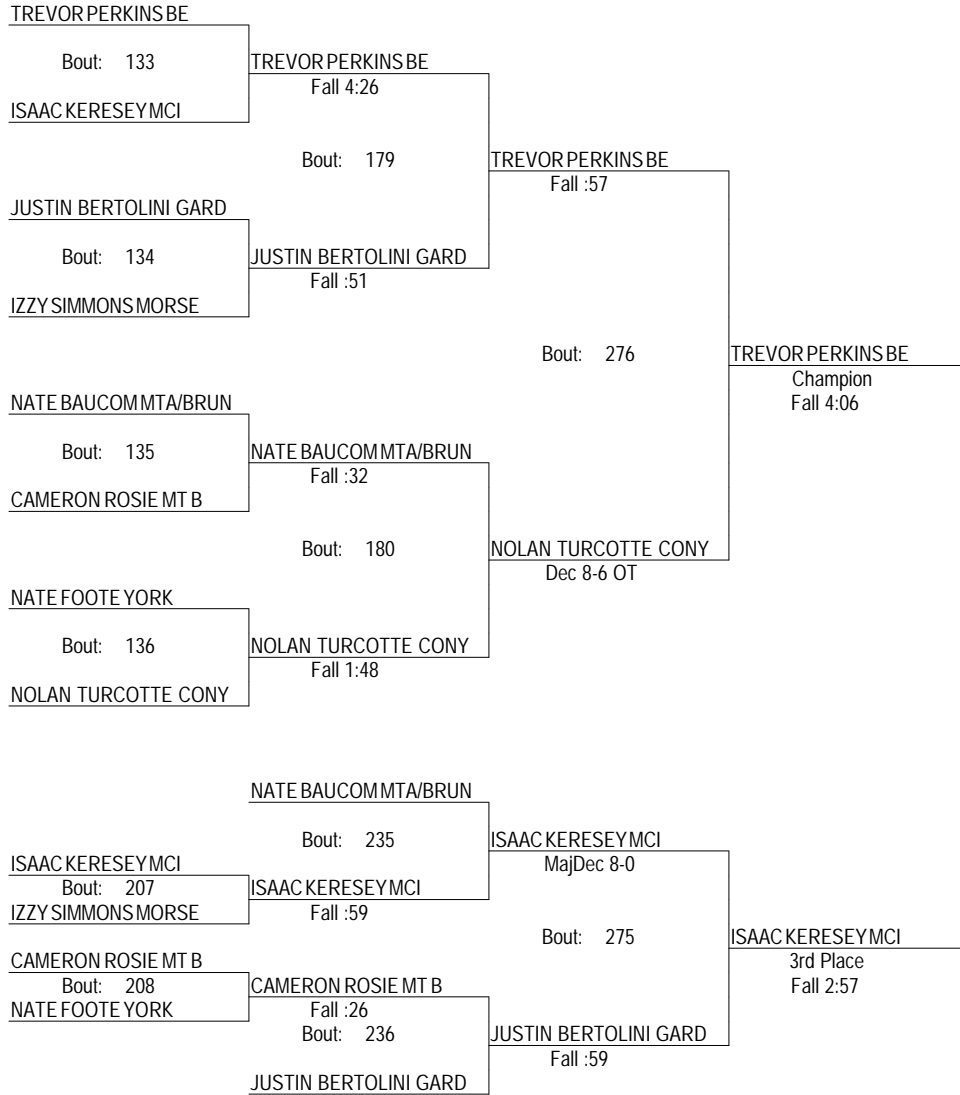 TREVOR PERKINS BE
Bout: 133
TREVOR PERKINS BE
Fall 4:26
ISAAC KERESEY MCI
Bout: 179
TREVOR PERKINS BE
Fall :57
JUSTIN BERTOLINI GARD
Bout: 134
JUSTIN BERTOLINI GARD
Fall :51
IZZY SIMMONS MORSE
Bout: 276
TREVOR PERKINS BE
Champion
Fall 4:06
NATE BAUCOM MTA/BRUN
Bout: 135
NATE BAUCOM MTA/BRUN
Fall :32
CAMERON ROSIE MT B
Bout: 180
NOLAN TURCOTTE CONY
Dec 8-6 OT
NATE FOOTE YORK
Bout: 136
NOLAN TURCOTTE CONY
Fall 1:48
NOLAN TURCOTTE CONY
NATE BAUCOM MTA/BRUN
Bout: 235
ISAAC KERESEY MCI
MajDec 8-0
ISAAC KERESEY MCI
Bout: 207
ISAAC KERESEY MCI
Fall :59
IZZY SIMMONS MORSE
Bout: 275
ISAAC KERESEY MCI
3rd Place
Fall 2:57
CAMERON ROSIE MT B
Bout: 208
CAMERON ROSIE MT B
Fall :26
NATE FOOTE YORK
Bout: 236
JUSTIN BERTOLINI GARD
Fall :59
JUSTIN BERTOLINI GARD